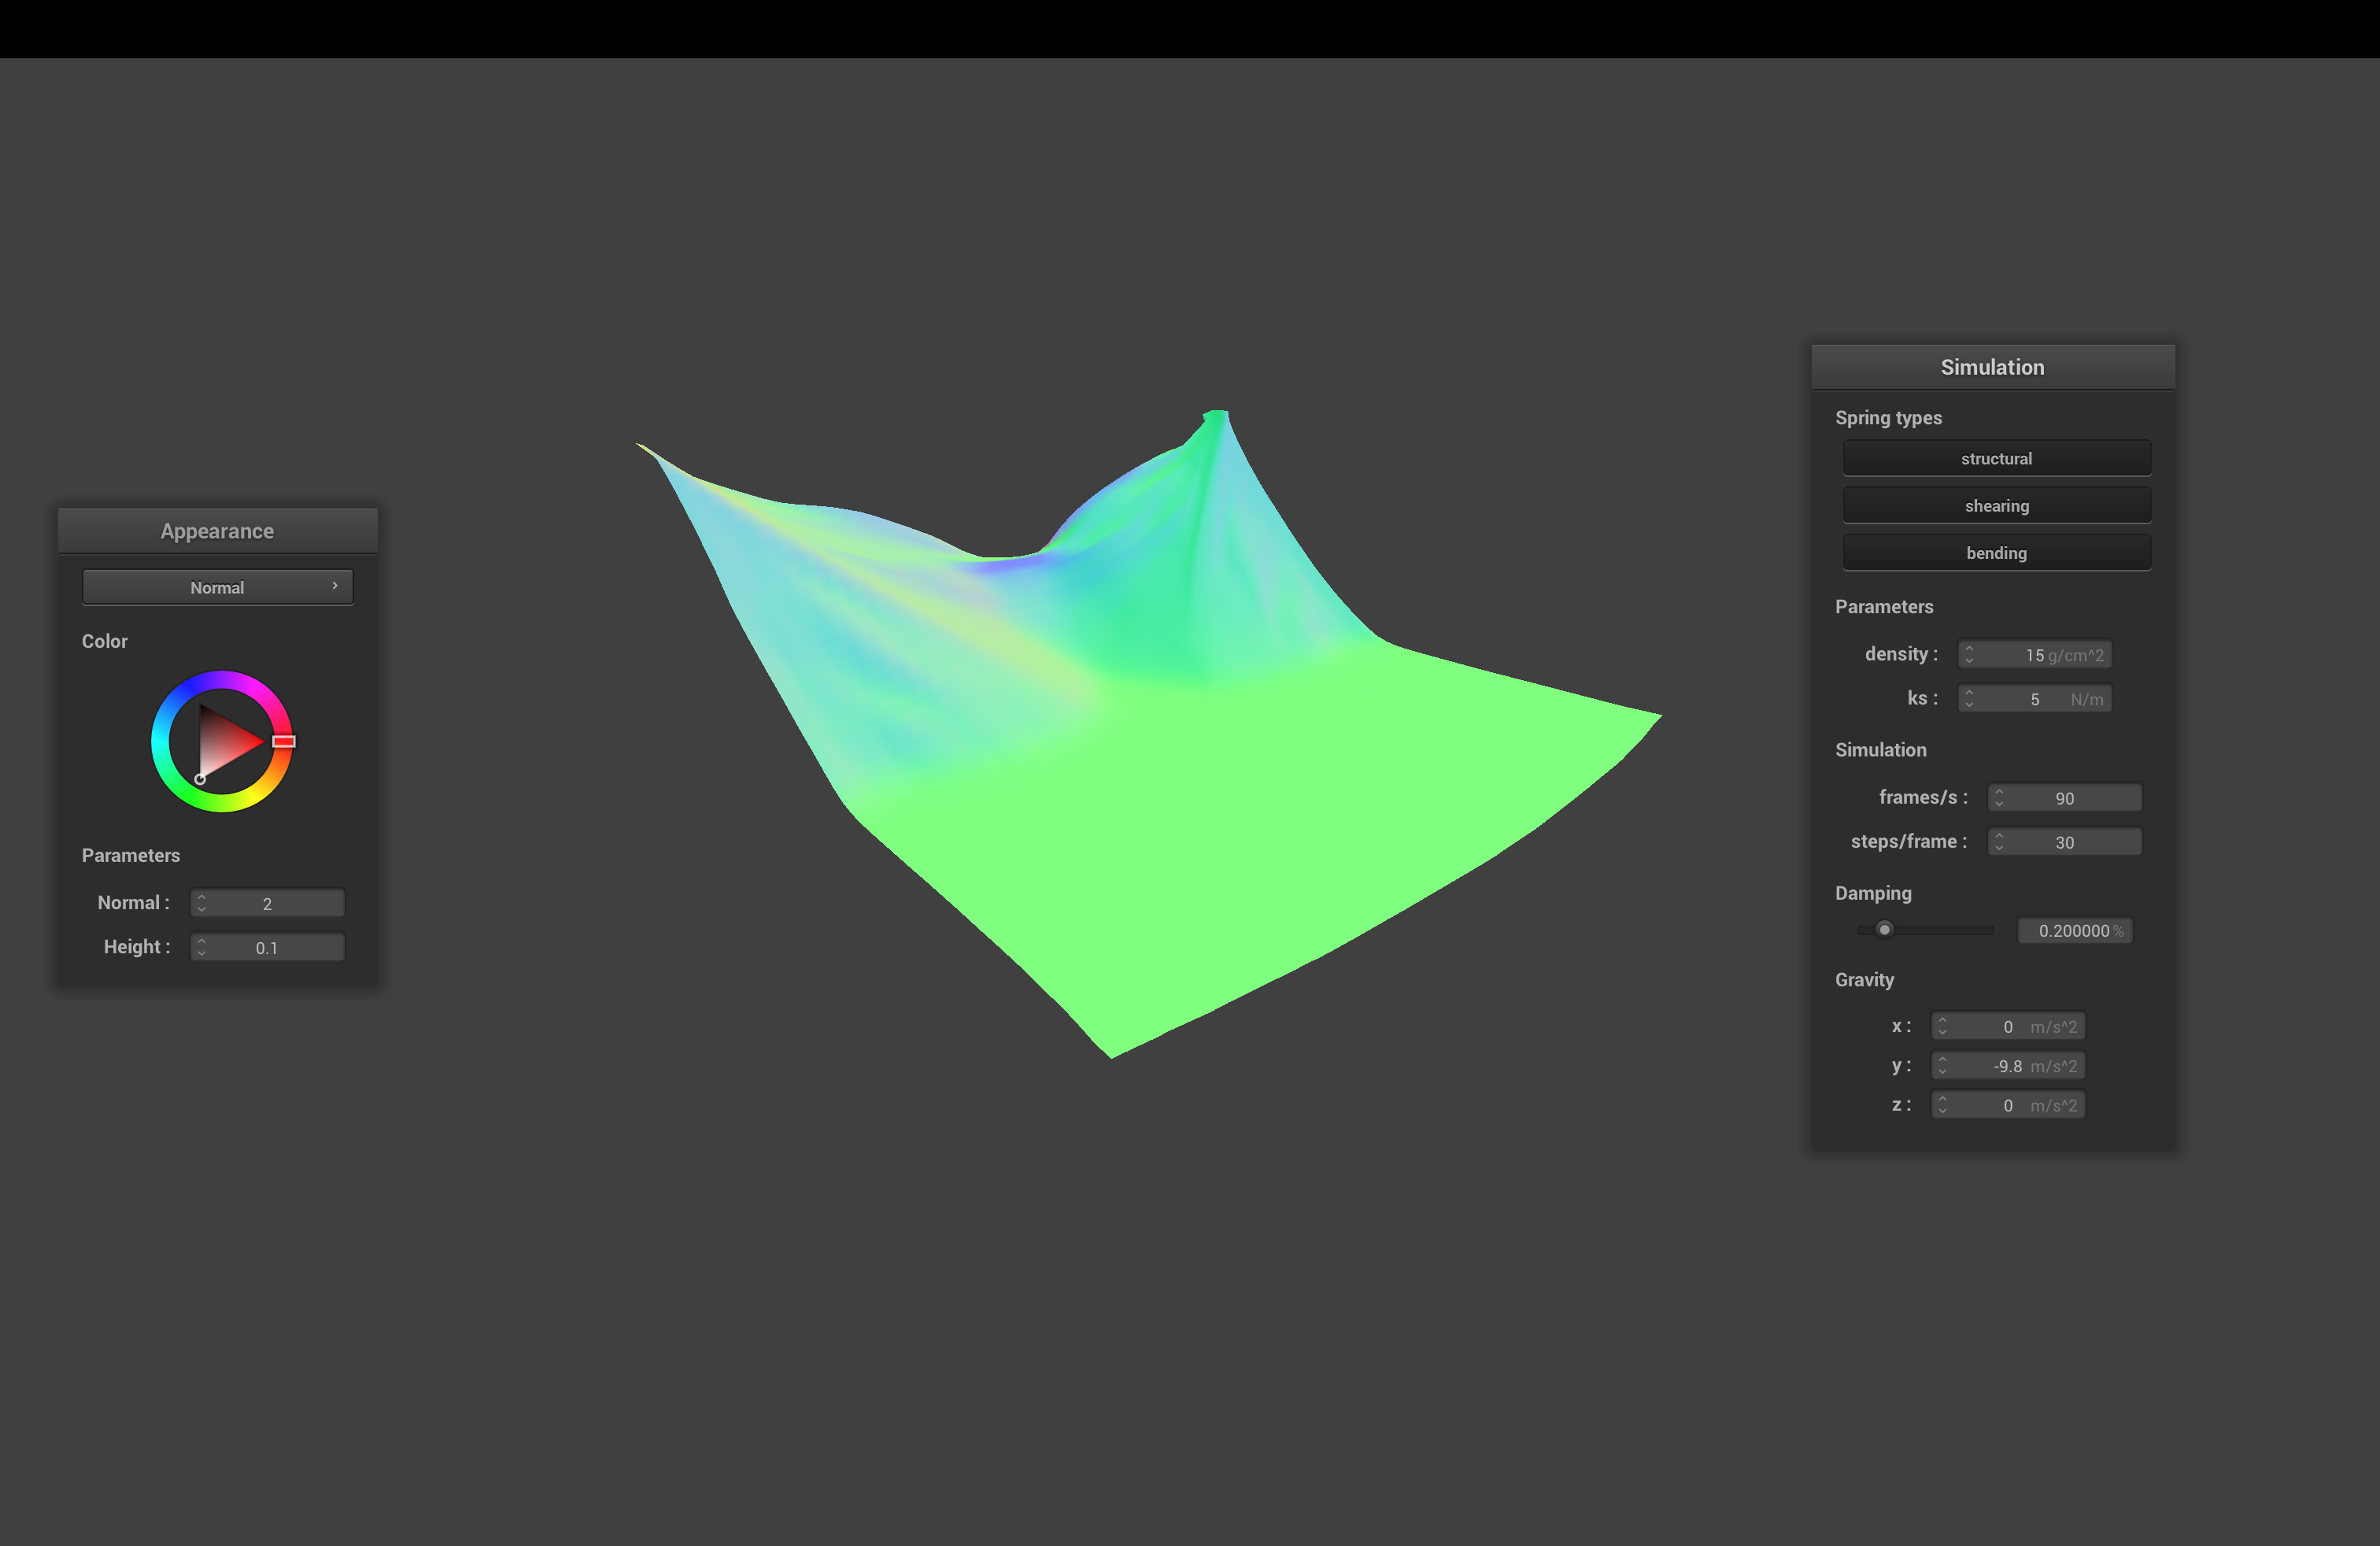 Appearance
Normal
Color
Parameters
Normal : 2
Height : 0.1
Simulation
Spring types
structural
shearing
bending
Parameters
density : 15 g/cm^2
ks : 5 N/m
Simulation
frames/s : 90
steps/frame : 30
Damping
0.200000 %
Gravity
x : 0 m/s^2
y : -9.8 m/s^2
z : 0 m/s^2